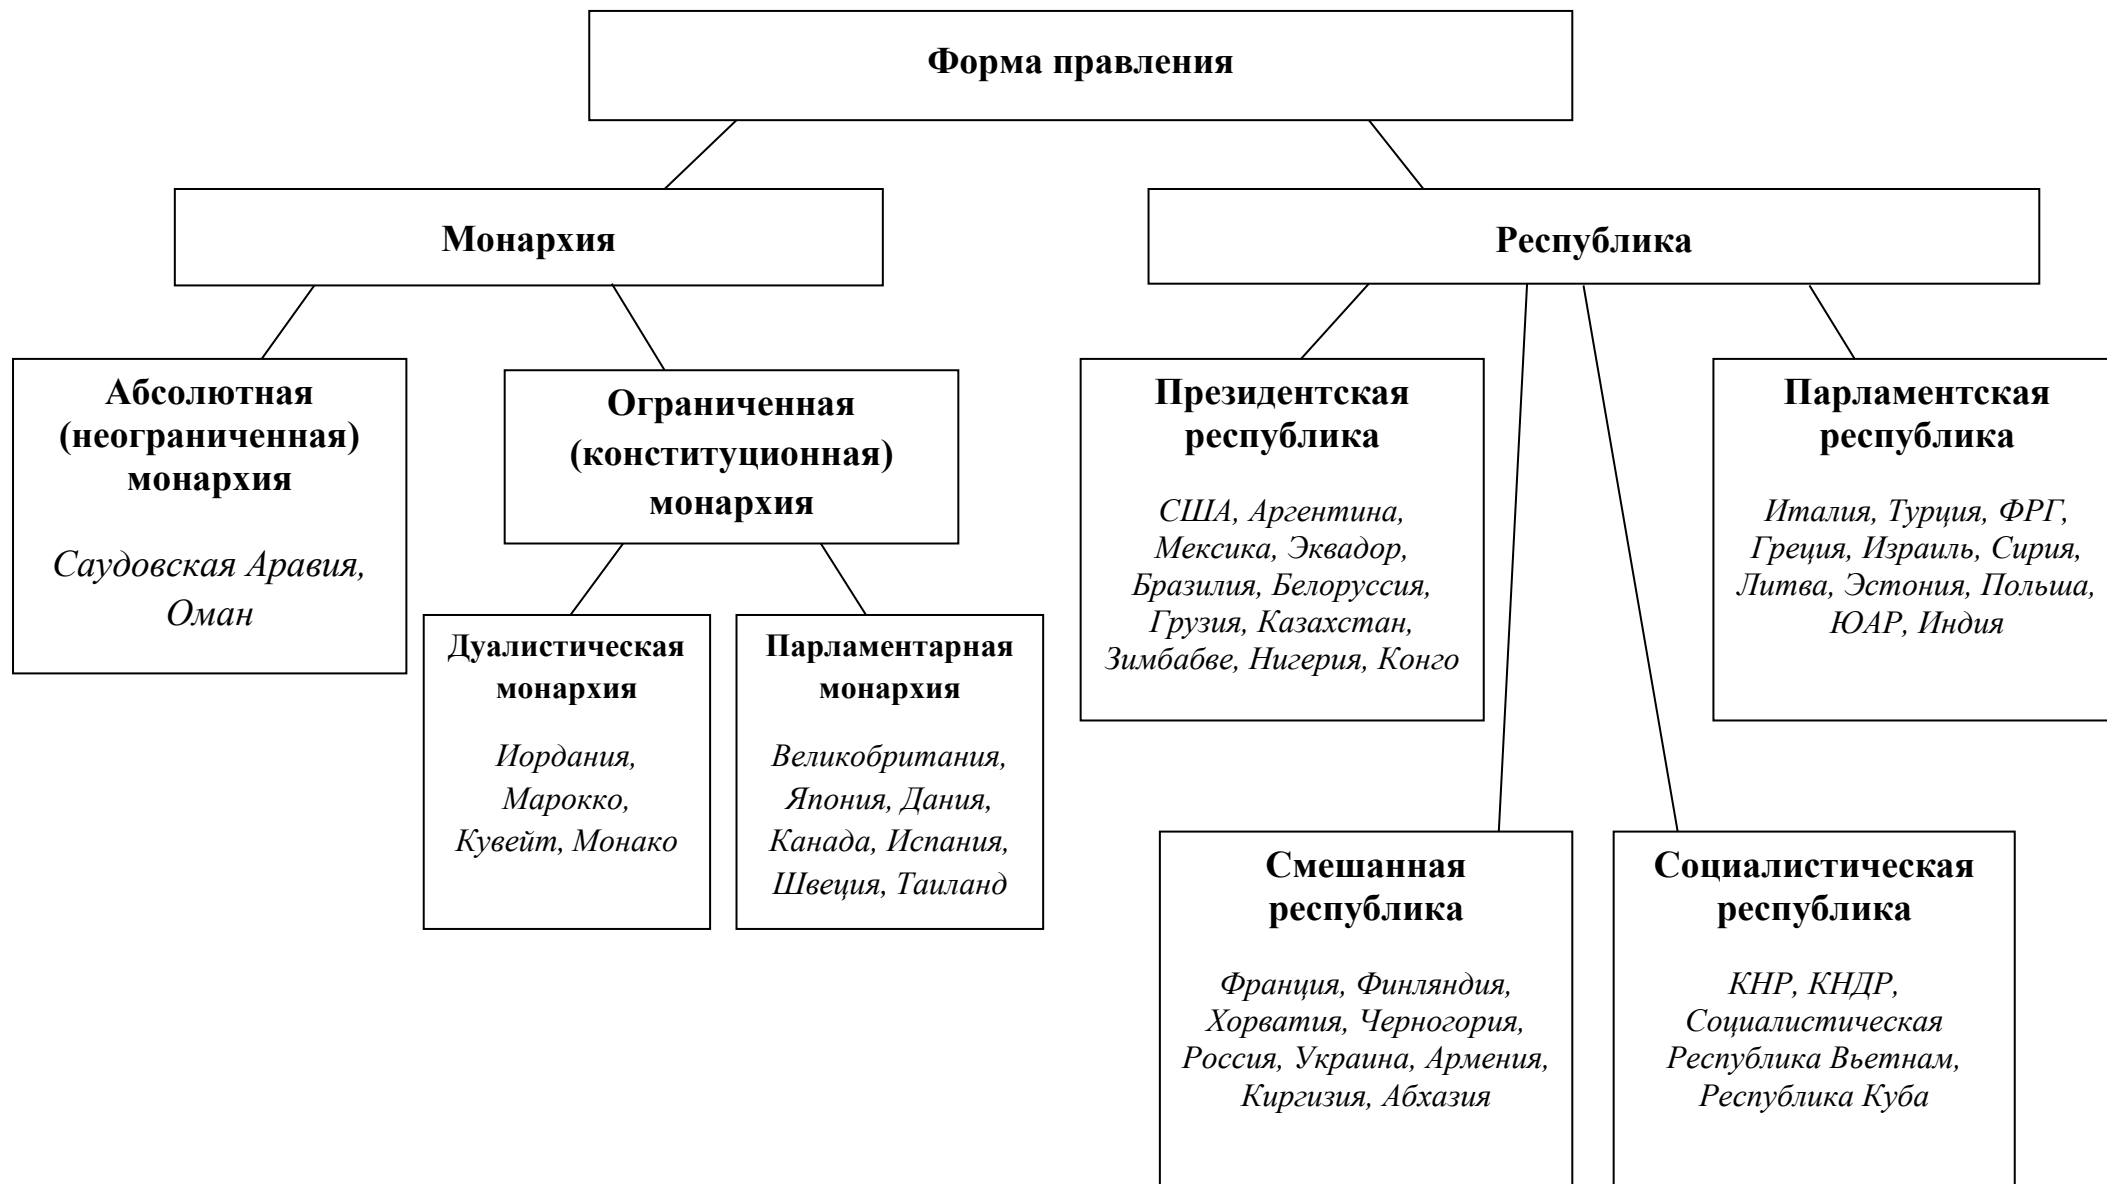 Форма правления
Монархия
Республика
Абсолютная
(неограниченная)
монархия
Саудовская Аравия,
Оман
Ограниченная
(конституционная)
монархия
Дуалистическая
монархия
Иордания,
Марокко,
Кувейт, Монако
Парламентарная
монархия
Великобритания,
Япония, Дания,
Канада, Испания,
Швеция, Таиланд
Президентская
республика
США, Аргентина,
Мексика, Эквадор,
Бразилия, Белоруссия,
Грузия, Казахстан,
Зимбабве, Нигерия, Конго
Парламентская
республика
Италия, Турция, ФРГ,
Греция, Израиль, Сирия,
Литва, Эстония, Польша,
ЮАР, Индия
Смешанная
республика
Франция, Финляндия,
Хорватия, Черногория,
Россия, Украина, Армения,
Киргизия, Абхазия
Социалистическая
республика
КНР, КНДР,
Социалистическая
Республика Вьетнам,
Республика Куба